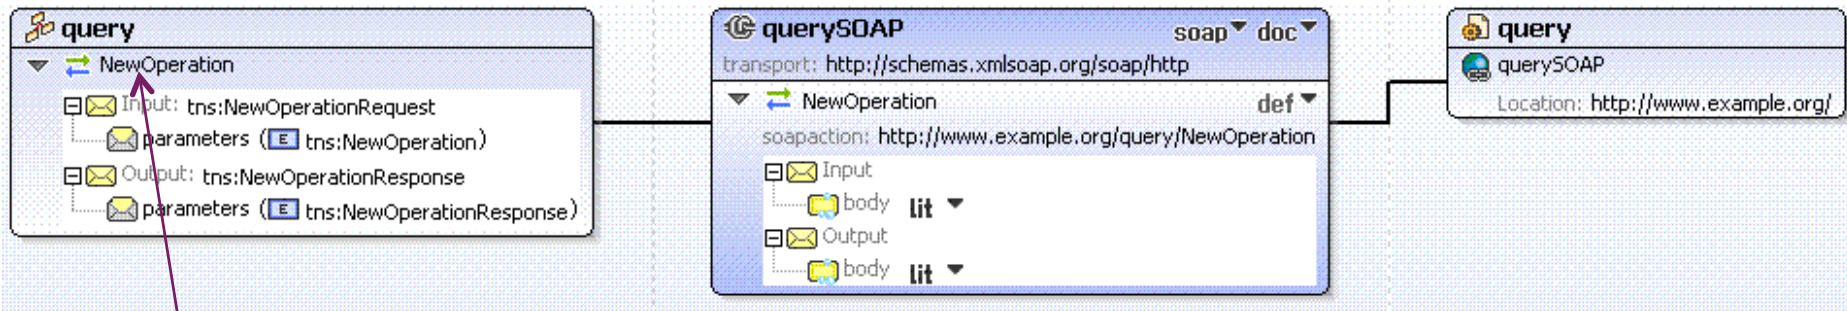 query
NewOperation
Input: tns:NewOperationRequest
parameters (E tns:NewOperation)
Output: tns:NewOperationResponse
parameters (E tns:NewOperationResponse)
querySOAP soap doc
transport: http://schemas.xmlsoap.org/soap/http
NewOperation def
soapaction: http://www.example.org/query/NewOperation
Input
body lit
Output
body lit
query
querySOAP
Location: http://www.example.org/